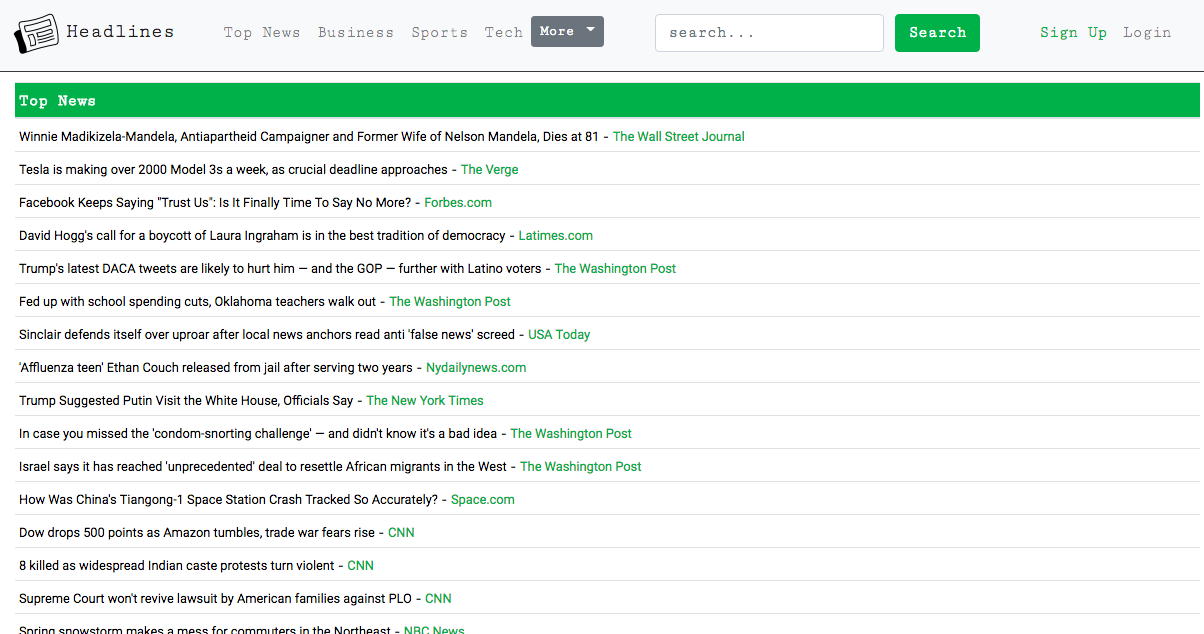 Headlines Top News Business Sports Tech More search... Search Sign Up Login
Top News
Winnie Madikizela-Mandela, Antiapartheid Campaigner and Former Wife of Nelson Mandela, Dies at 81 - The Wall Street Journal
Tesla is making over 2000 Model 3s a week, as crucial deadline approaches - The Verge
Facebook Keeps Saying "Trust Us": Is It Finally Time To Say No More? - Forbes.com
David Hogg's call for a boycott of Laura Ingraham is in the best tradition of democracy - Latimes.com
Trump's latest DACA tweets are likely to hurt him — and the GOP — further with Latino voters - The Washington Post
Fed up with school spending cuts, Oklahoma teachers walk out - The Washington Post
Sinclair defends itself over uproar after local news anchors read anti 'false news' screed - USA Today
'Affluenza teen' Ethan Couch released from jail after serving two years - Nydailynews.com
Trump Suggested Putin Visit the White House, Officials Say - The New York Times
In case you missed the 'condom-snorting challenge' — and didn't know it's a bad idea - The Washington Post
Israel says it has reached 'unprecedented' deal to resettle African migrants in the West - The Washington Post
How Was China's Tiangong-1 Space Station Crash Tracked So Accurately? - Space.com
Dow drops 500 points as Amazon tumbles, trade war fears rise - CNN
8 killed as widespread Indian caste protests turn violent - CNN
Supreme Court won't revive lawsuit by American families against PLO - CNN
Spring snowstorm makes a mess for commuters in the Northeast - NBC News